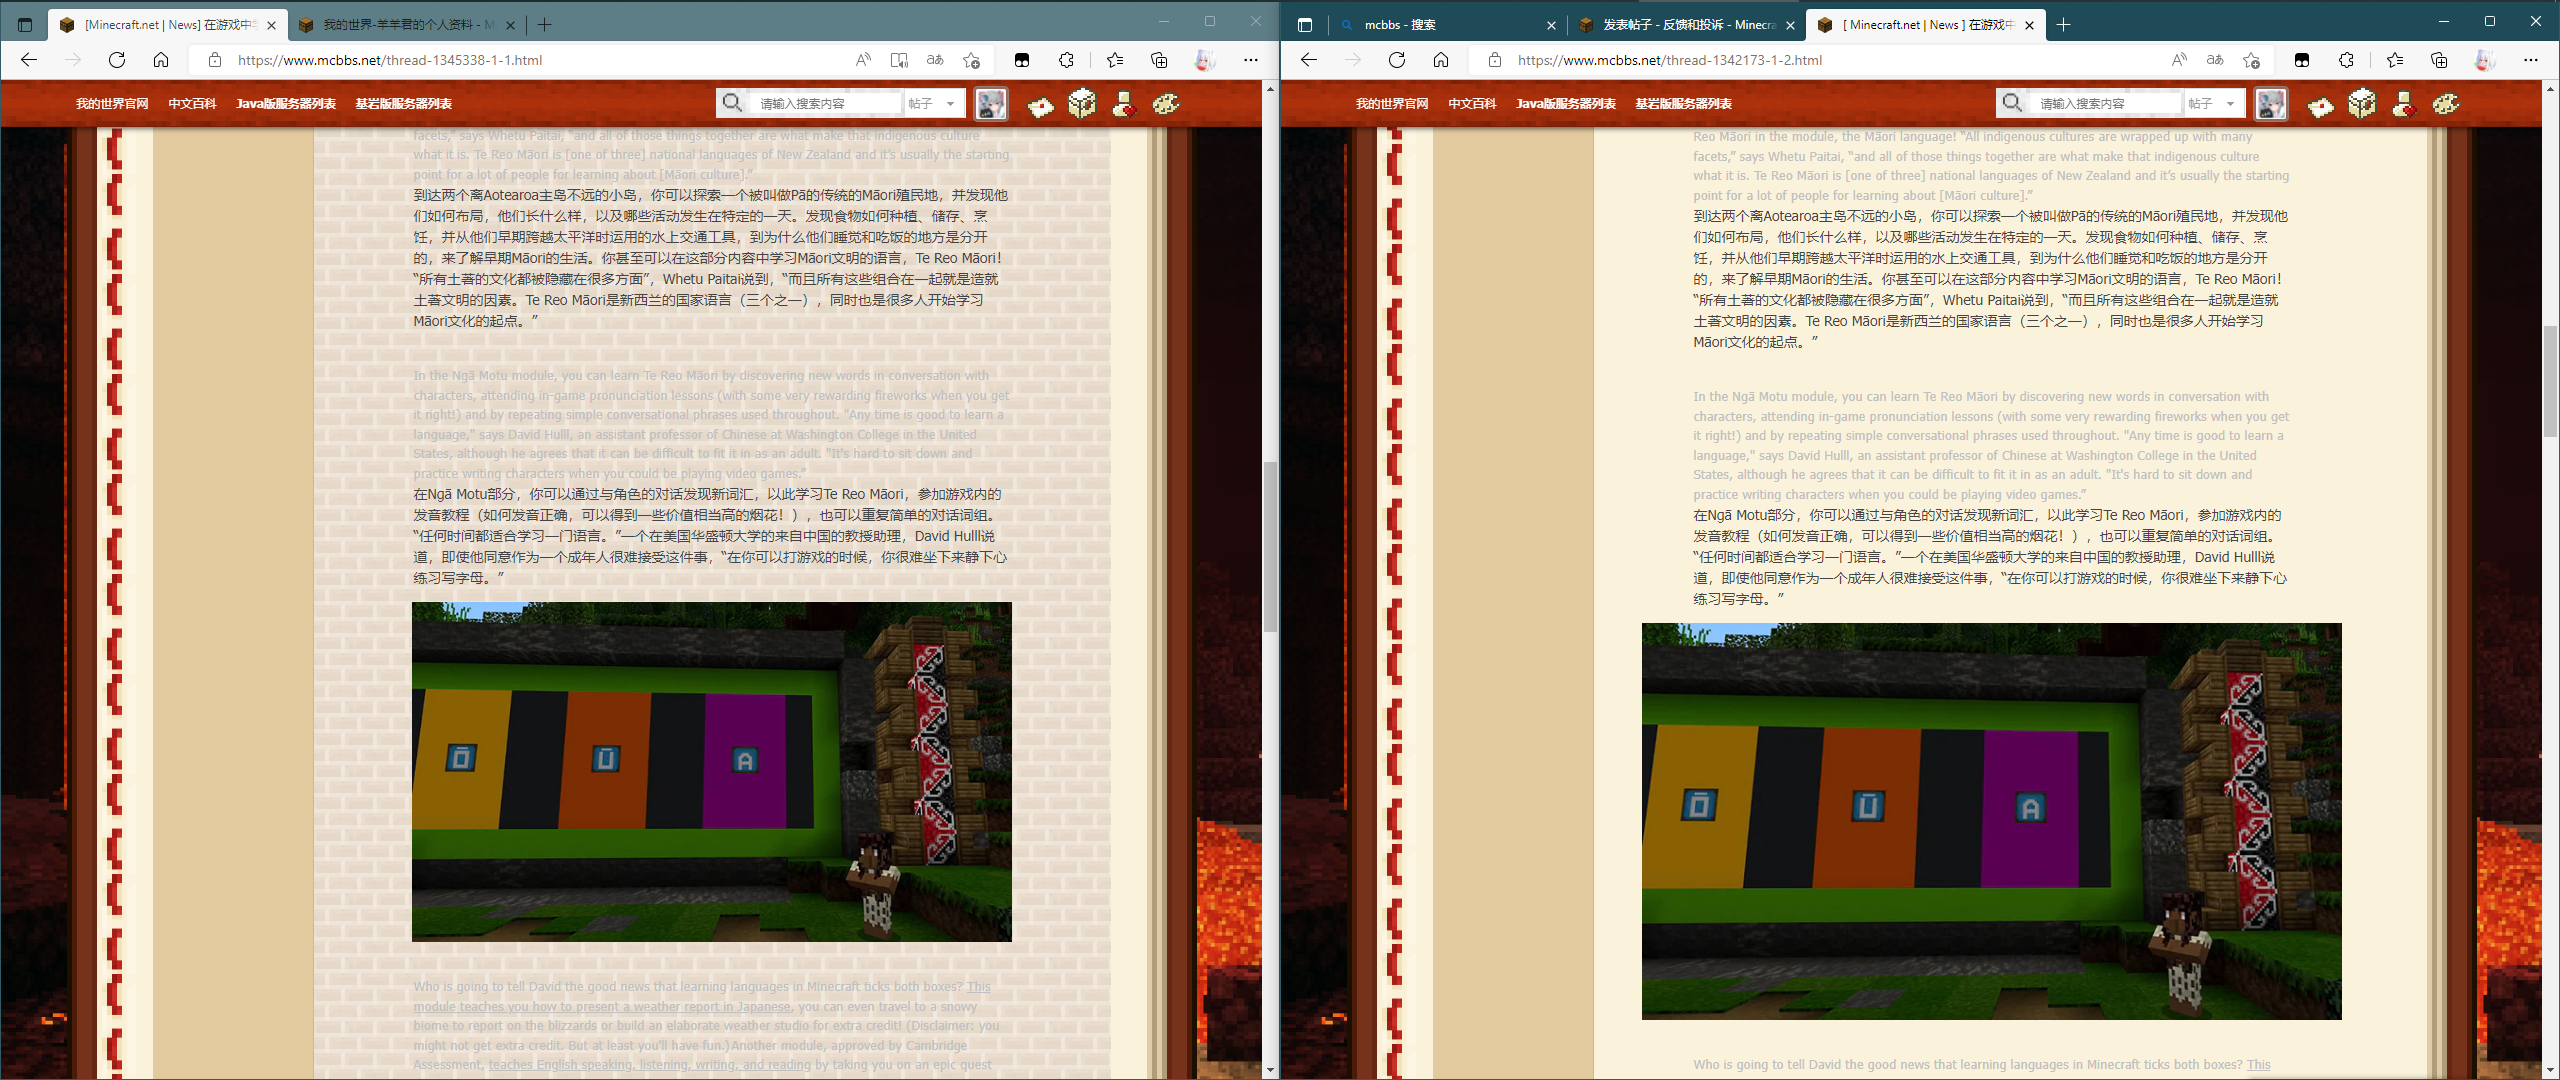 [Minecraft.net | News] 在游戏中学
我的世界-羊羊君的个人资料 - M
https://www.mcbbs.net/thread-1345338-1-1.html
我的世界官网 中文百科 Java版服务器列表 基岩版服务器列表
请输入搜索内容 帖子
facets,” says Whetu Paitai, “and all of those things together are what make that indigenous culture
what it is. Te Reo Māori is [one of three] national languages of New Zealand and it’s usually the starting
point for a lot of people for learning about [Māori culture].”
到达两个离Aotearoa主岛不远的小岛，你可以探索一个被叫做Pā的传统的Māori殖民地，并发现他
们如何布局，他们长什么样，以及哪些活动发生在特定的一天。发现食物如何种植、储存、烹
饪，并从他们早期跨越太平洋时运用的水上交通工具，到为什么他们睡觉和吃饭的地方是分开
的，来了解早期Māori的生活。你甚至可以在这部分内容中学习Māori文明的语言，Te Reo Māori！
“所有土著的文化都被隐藏在很多方面”，Whetu Paitai说到，“而且所有这些组合在一起就是造就
土著文明的因素。Te Reo Māori是新西兰的国家语言（三个之一），同时也是很多人开始学习
Māori文化的起点。”
In the Ngā Motu module, you can learn Te Reo Māori by discovering new words in conversation with
characters, attending in-game pronunciation lessons (with some very rewarding fireworks when you get
it right!) and by repeating simple conversational phrases used throughout. "Any time is good to learn a
language," says David Hulll, an assistant professor of Chinese at Washington College in the United
States, although he agrees that it can be difficult to fit it in as an adult. "It's hard to sit down and
practice writing characters when you could be playing video games.”
在Ngā Motu部分，你可以通过与角色的对话发现新词汇，以此学习Te Reo Māori，参加游戏内的
发音教程（如何发音正确，可以得到一些价值相当高的烟花！），也可以重复简单的对话词组。
“任何时间都适合学习一门语言。”一个在美国华盛顿大学的来自中国的教授助理，David Hulll说
道，即使他同意作为一个成年人很难接受这件事，“在你可以打游戏的时候，你很难坐下来静下心
练习写字母。”
Ō Ū A
Who is going to tell David the good news that learning languages in Minecraft ticks both boxes? This
module teaches you how to present a weather report in Japanese, you can even travel to a snowy
biome to report on the blizzards or build an elaborate weather studio for extra credit! (Disclaimer: you
might not get extra credit. But at least you'll have fun.)Another module, approved by Cambridge
Assessment, teaches English speaking, listening, writing, and reading by taking you on an epic quest
mcbbs - 搜索
发表帖子 - 反馈和投诉 - Minecra
[ Minecraft.net | News ] 在游戏中
https://www.mcbbs.net/thread-1342173-1-2.html
我的世界官网 中文百科 Java版服务器列表 基岩版服务器列表
请输入搜索内容 帖子
Reo Māori in the module, the Māori language! “All indigenous cultures are wrapped up with many
facets,” says Whetu Paitai, “and all of those things together are what make that indigenous culture
what it is. Te Reo Māori is [one of three] national languages of New Zealand and it’s usually the starting
point for a lot of people for learning about [Māori culture].”
到达两个离Aotearoa主岛不远的小岛，你可以探索一个被叫做Pā的传统的Māori殖民地，并发现他
们如何布局，他们长什么样，以及哪些活动发生在特定的一天。发现食物如何种植、储存、烹
饪，并从他们早期跨越太平洋时运用的水上交通工具，到为什么他们睡觉和吃饭的地方是分开
的，来了解早期Māori的生活。你甚至可以在这部分内容中学习Māori文明的语言，Te Reo Māori！
“所有土著的文化都被隐藏在很多方面”，Whetu Paitai说到，“而且所有这些组合在一起就是造就
土著文明的因素。Te Reo Māori是新西兰的国家语言（三个之一），同时也是很多人开始学习
Māori文化的起点。”
In the Ngā Motu module, you can learn Te Reo Māori by discovering new words in conversation with
characters, attending in-game pronunciation lessons (with some very rewarding fireworks when you get
it right!) and by repeating simple conversational phrases used throughout. "Any time is good to learn a
language," says David Hulll, an assistant professor of Chinese at Washington College in the United
States, although he agrees that it can be difficult to fit it in as an adult. "It's hard to sit down and
practice writing characters when you could be playing video games.”
在Ngā Motu部分，你可以通过与角色的对话发现新词汇，以此学习Te Reo Māori，参加游戏内的
发音教程（如何发音正确，可以得到一些价值相当高的烟花！），也可以重复简单的对话词组。
“任何时间都适合学习一门语言。”一个在美国华盛顿大学的来自中国的教授助理，David Hulll说
道，即使他同意作为一个成年人很难接受这件事，“在你可以打游戏的时候，你很难坐下来静下心
练习写字母。”
Ō Ū A
Who is going to tell David the good news that learning languages in Minecraft ticks both boxes? This